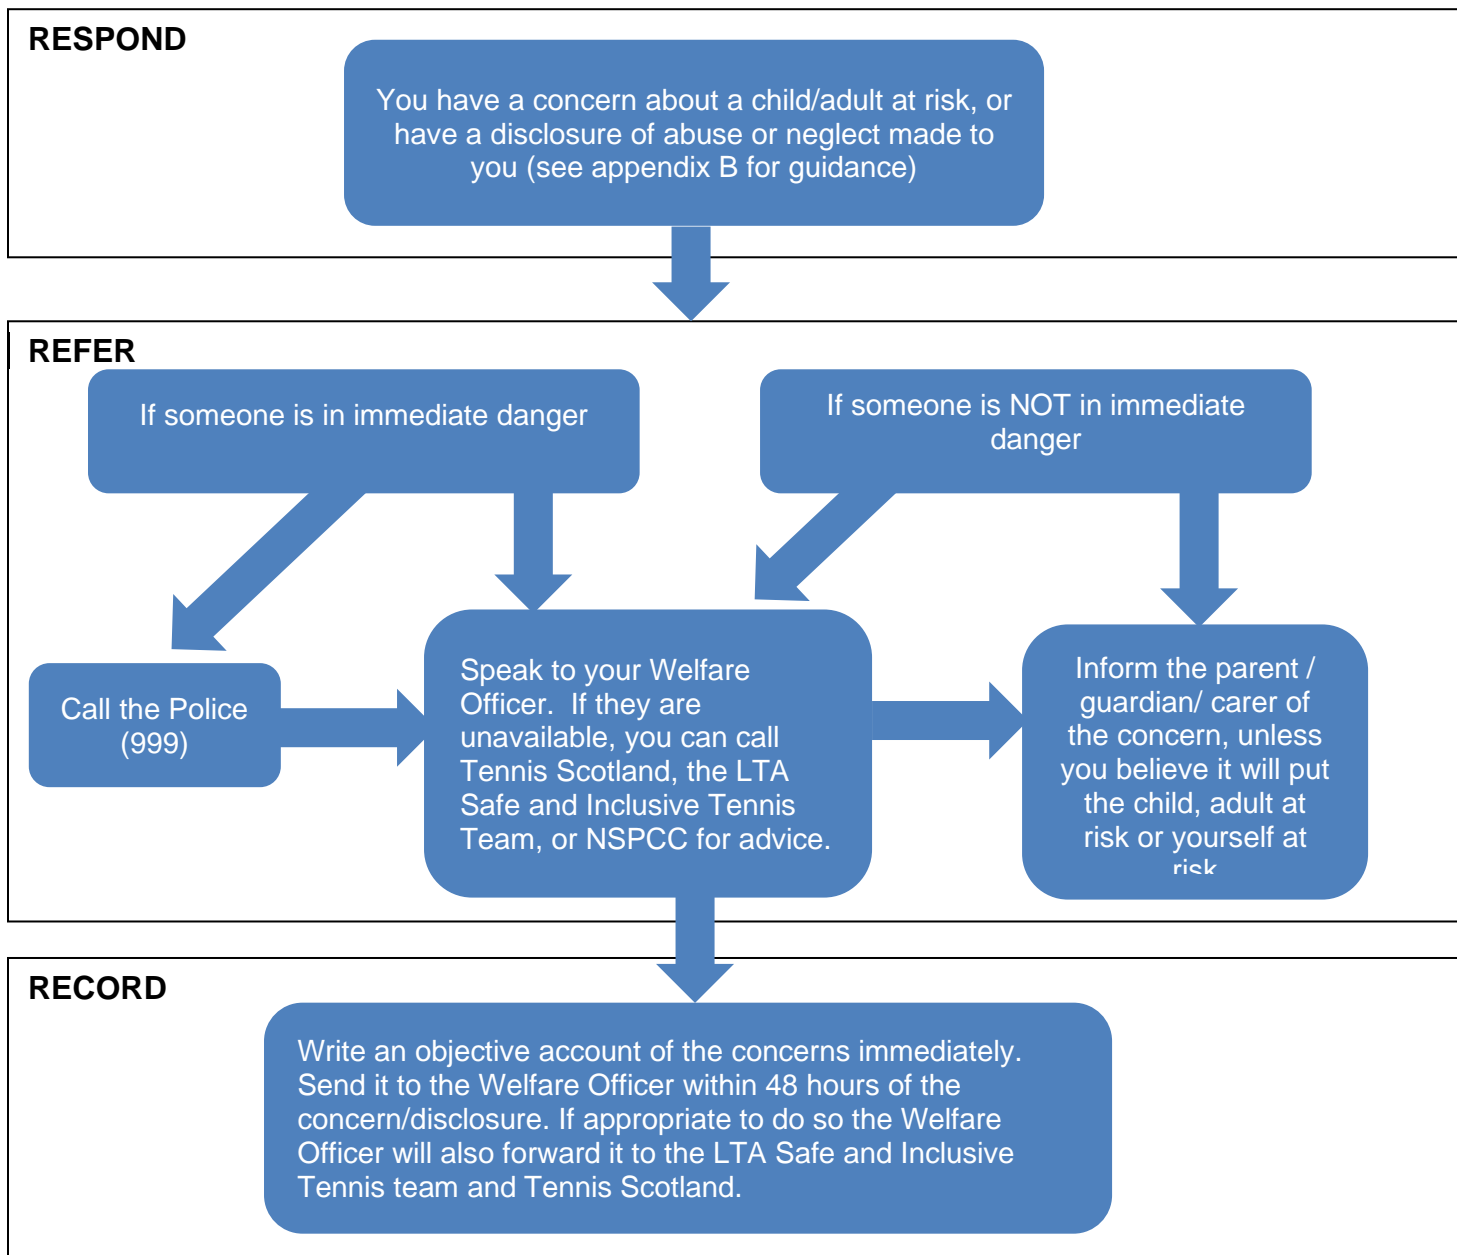 RESPOND
You have a concern about a child/adult at risk, or
have a disclosure of abuse or neglect made to
you (see appendix B for guidance)
REFER
If someone is in immediate danger
If someone is NOT in immediate
danger
Call the Police
(999)
Speak to your Welfare
Officer.  If they are
unavailable, you can call
Tennis Scotland, the LTA
Safe and Inclusive Tennis
Team, or NSPCC for advice.
Inform the parent /
guardian/ carer of
the concern, unless
you believe it will put
the child, adult at
risk or yourself at
risk
RECORD
Write an objective account of the concerns immediately.
Send it to the Welfare Officer within 48 hours of the
concern/disclosure. If appropriate to do so the Welfare
Officer will also forward it to the LTA Safe and Inclusive
Tennis team and Tennis Scotland.